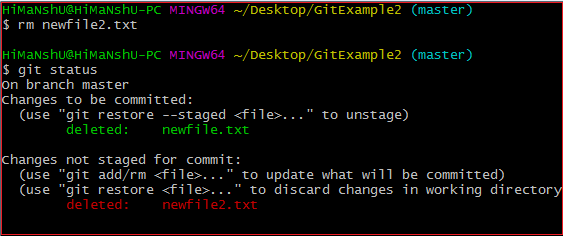 HiMaNshU@HiMaNshU-PC MINGW64 ~/Desktop/GitExample2 (master)
$ rm newfile2.txt
HiMaNshU@HiMaNshU-PC MINGW64 ~/Desktop/GitExample2 (master)
$ git status
On branch master
Changes to be committed:
  (use "git restore --staged <file>..." to unstage)
        deleted:    newfile.txt
Changes not staged for commit:
  (use "git add/rm <file>..." to update what will be committed)
  (use "git restore <file>..." to discard changes in working directory
        deleted:    newfile2.txt